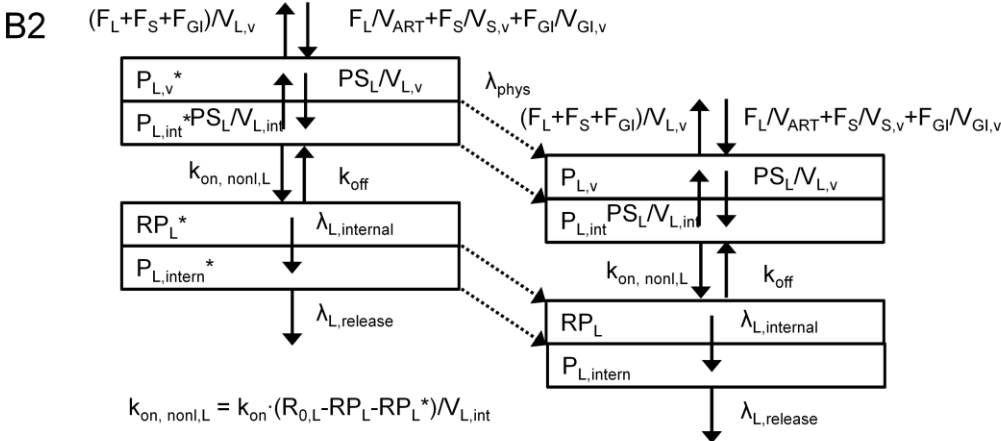 B2
(F_L+F_S+F_GI)/V_L,v
F_L/V_ART+F_S/V_S,v+F_GI/V_GI,v
P_L,v*
PS_L/V_L,v
P_L,int*
PS_L/V_L,int
λ_phys
k_on, nonl,L
k_off
RP_L*
λ_L,internal
P_L,intern*
λ_L,release
(F_L+F_S+F_GI)/V_L,v
F_L/V_ART+F_S/V_S,v+F_GI/V_GI,v
P_L,v
PS_L/V_L,v
P_L,int
PS_L/V_L,int
k_on, nonl,L
k_off
RP_L
λ_L,internal
P_L,intern
λ_L,release
k_on, nonl,L = k_on·(R_0,L-RP_L-RP_L*)/V_L,int